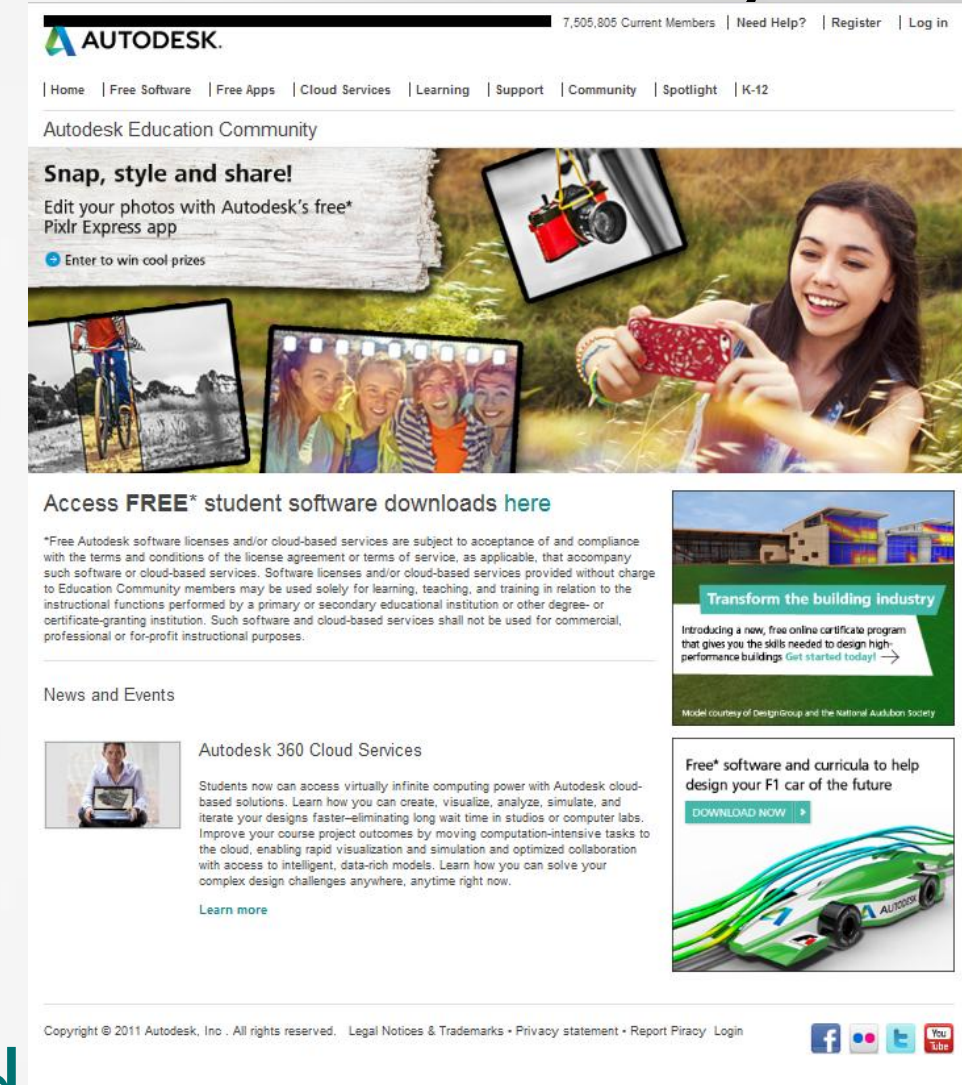 7,505,805 Current Members | Need Help? | Register | Log in
AUTODESK.
| Home | Free Software | Free Apps | Cloud Services | Learning | Support | Community | Spotlight | K-12
Autodesk Education Community
Snap, style and share!
Edit your photos with Autodesk's free*
Pixlr Express app
Enter to win cool prizes
Access FREE* student software downloads here
*Free Autodesk software licenses and/or cloud-based services are subject to acceptance of and compliance
with the terms and conditions of the license agreement or terms of service, as applicable, that accompany
such software or cloud-based services. Software licenses and/or cloud-based services provided without charge
to Education Community members may be used solely for learning, teaching, and training in relation to the
instructional functions performed by a primary or secondary educational institution or other degree- or
certificate-granting institution. Such software and cloud-based services shall not be used for commercial,
professional or for-profit instructional purposes.
Transform the building industry
Introducing a new, free online certificate program
that gives you the skills needed to design high-
performance buildings Get started today!
Model courtesy of DesignGroup and the National Audubon Society
News and Events
Autodesk 360 Cloud Services
Students now can access virtually infinite computing power with Autodesk cloud-
based solutions. Learn how you can create, visualize, analyze, simulate, and
iterate your designs faster—eliminating long wait time in studios or computer labs.
Improve your course project outcomes by moving computation-intensive tasks to
the cloud, enabling rapid visualization and simulation and optimized collaboration
with access to intelligent, data-rich models. Learn how you can solve your
complex design challenges anywhere, anytime right now.
Learn more
Free* software and curricula to help
design your F1 car of the future
DOWNLOAD NOW
AUTODESK
Copyright © 2011 Autodesk, Inc . All rights reserved. Legal Notices & Trademarks • Privacy statement • Report Piracy Login
You
Tube